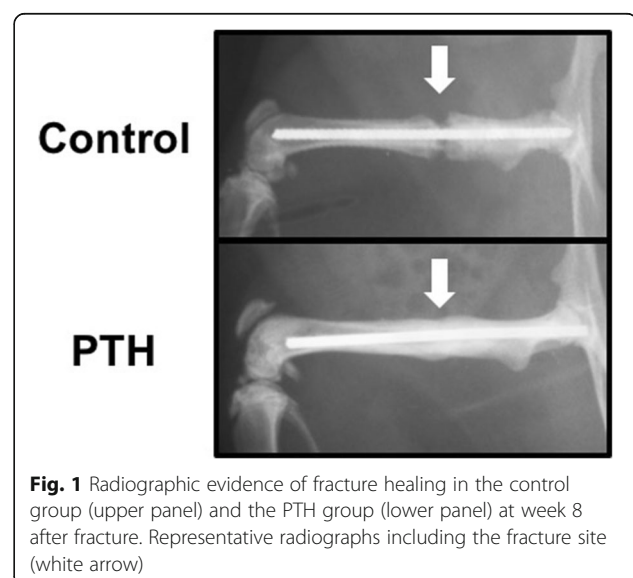 Control
PTH
Fig. 1 Radiographic evidence of fracture healing in the control
group (upper panel) and the PTH group (lower panel) at week 8
after fracture. Representative radiographs including the fracture site
(white arrow)